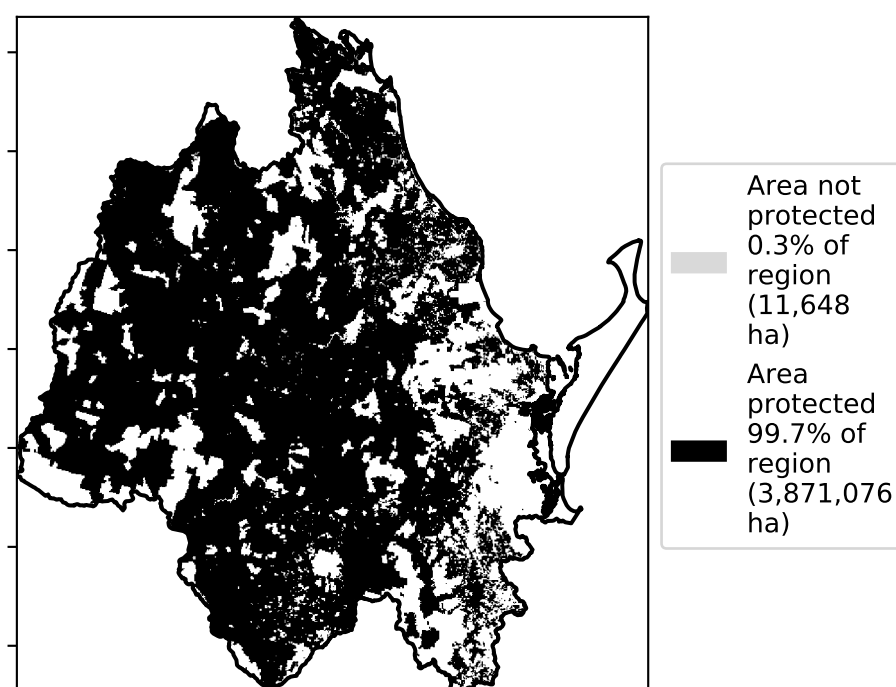 Area not
protected
0.3% of
region
(11,648
ha)
Area
protected
99.7% of
region
(3,871,076
ha)